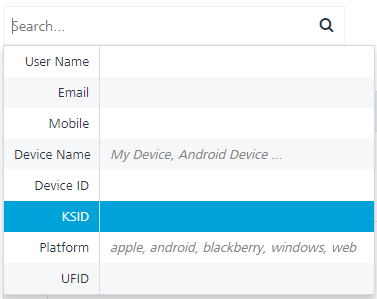 Search...
User Name
Email
Mobile
Device Name My Device, Android Device ...
Device ID
KSID
Platform apple, android, blackberry, windows, web
UFID